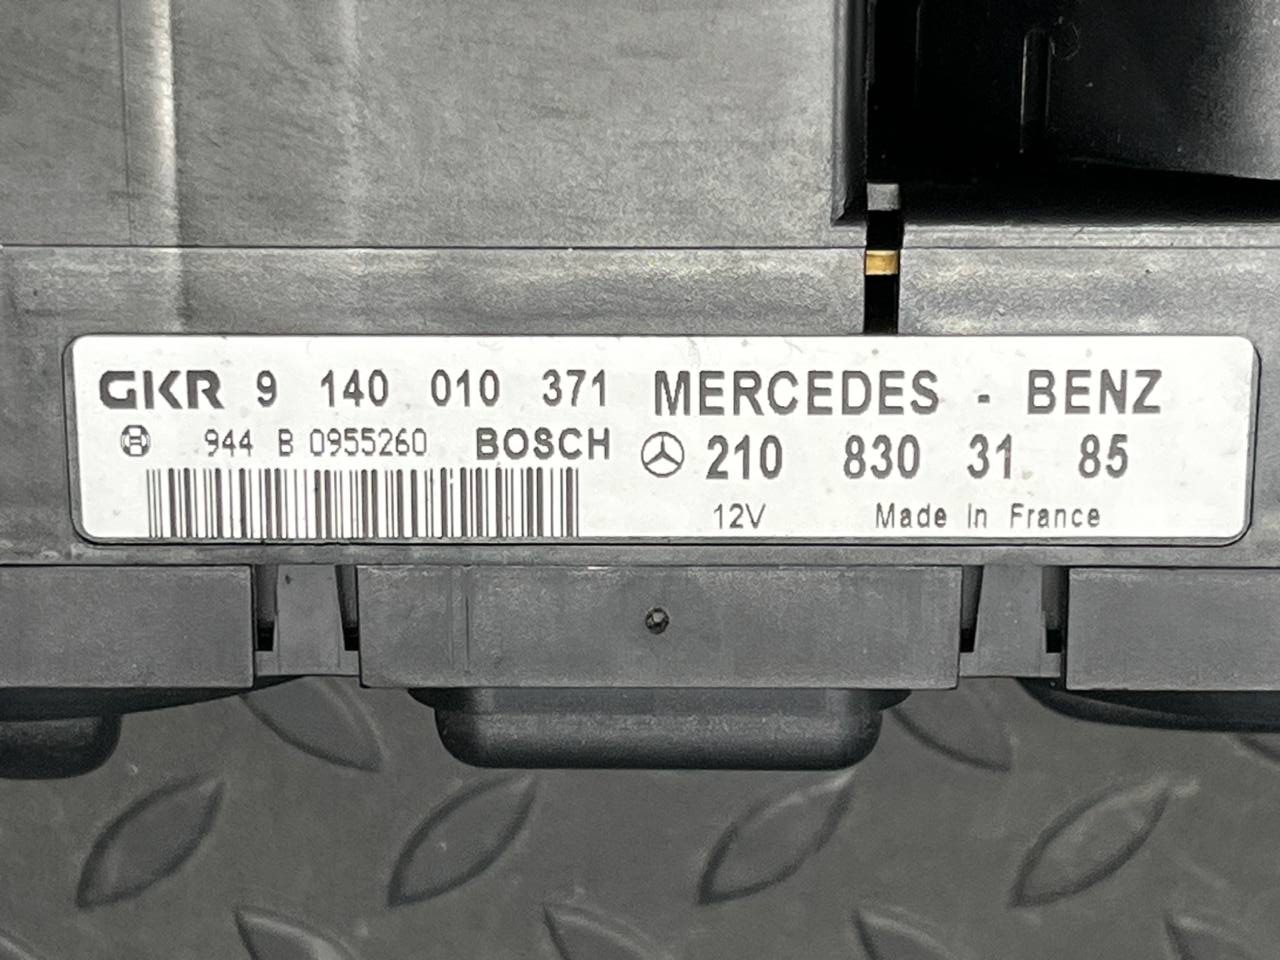 GKR 9 140 010 371 MERCEDES - BENZ
944 B 0955260 BOSCH 210 830 31 85
12V Made In France